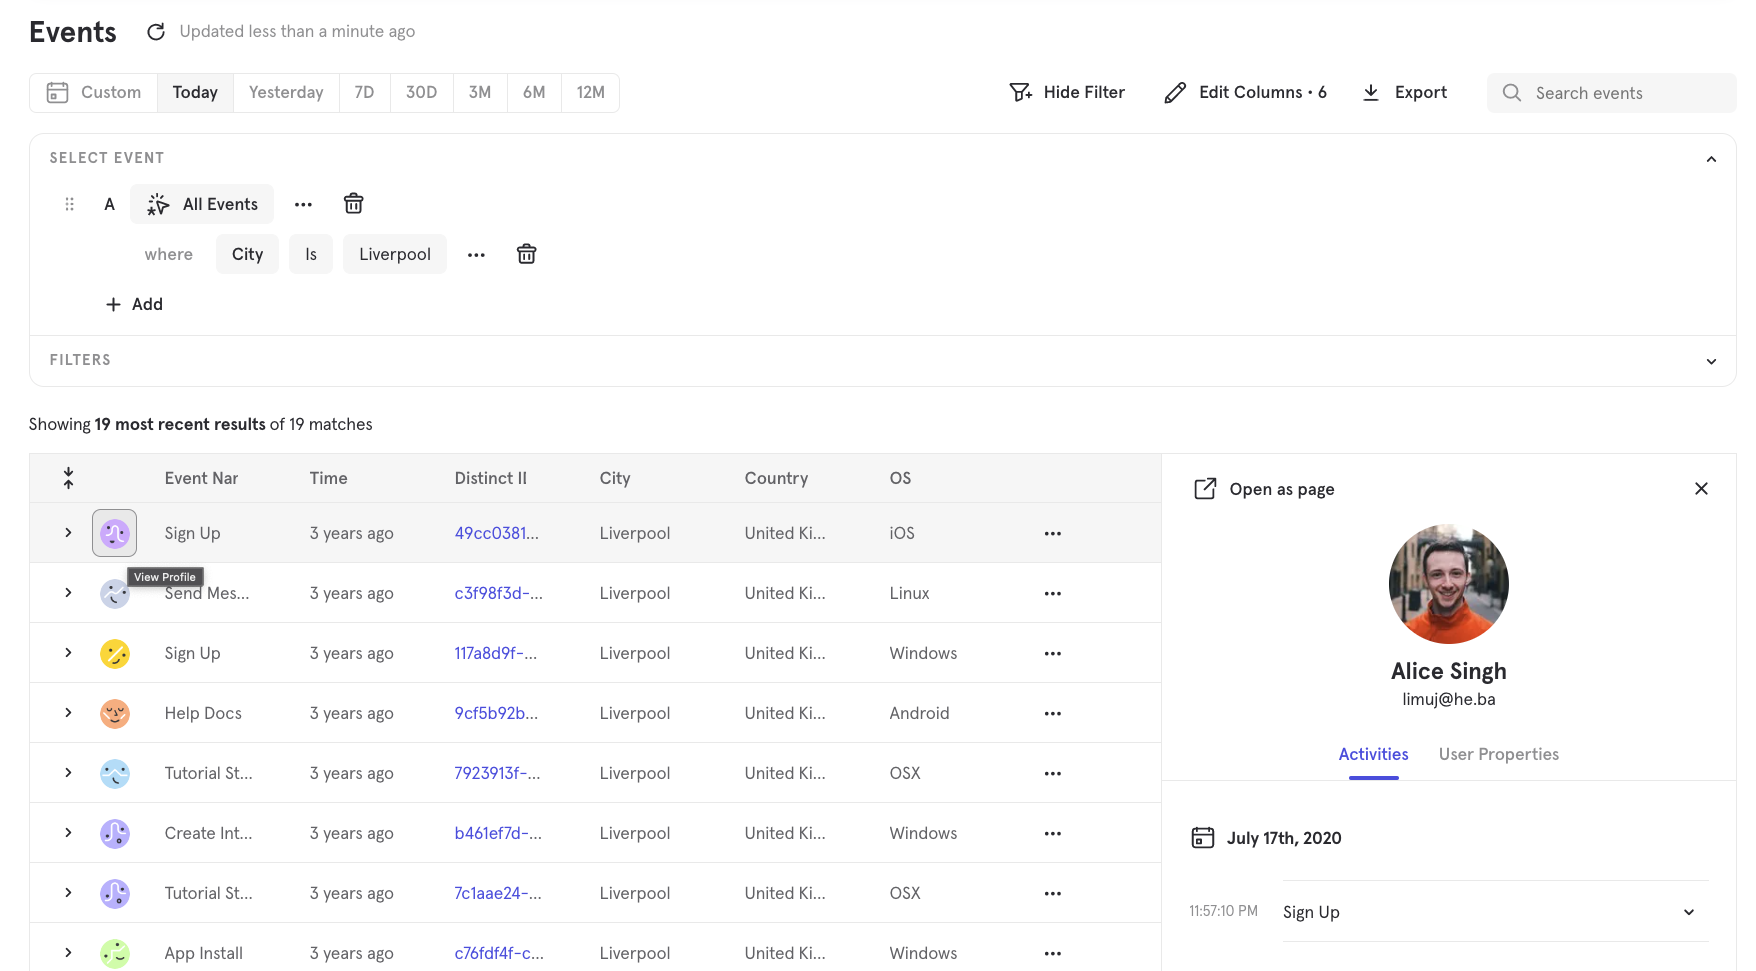 Events Updated less than a minute ago
Custom Today Yesterday 7D 30D 3M 6M 12M Hide Filter Edit Columns • 6 Export Search events
SELECT EVENT
A All Events
where City Is Liverpool
Add
FILTERS
Showing 19 most recent results of 19 matches
Event Nar Time Distinct II City Country OS
Sign Up 3 years ago 49cc0381... Liverpool United Ki... iOS
View Profile
Send Mes... 3 years ago c3f98f3d-... Liverpool United Ki... Linux
Sign Up 3 years ago 117a8d9f-... Liverpool United Ki... Windows
Help Docs 3 years ago 9cf5b92b... Liverpool United Ki... Android
Tutorial St... 3 years ago 7923913f-... Liverpool United Ki... OSX
Create Int... 3 years ago b461ef7d-... Liverpool United Ki... Windows
Tutorial St... 3 years ago 7c1aae24-... Liverpool United Ki... OSX
App Install 3 years ago c76fdf4f-c... Liverpool United Ki... Windows
Open as page
Alice Singh
limuj@he.ba
Activities User Properties
July 17th, 2020
11:57:10 PM Sign Up